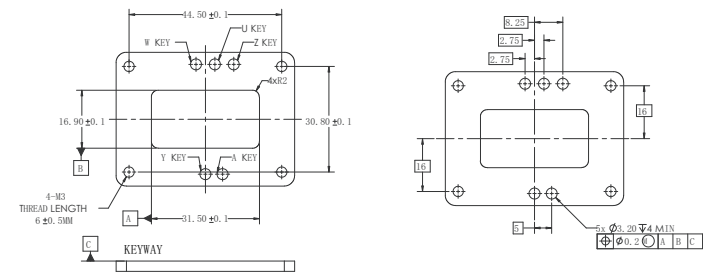 44.50±0.1
U KEY
W KEY
Z KEY
4xR2
16.90±0.1
30.80±0.1
B
Y KEY
A KEY
4-M3
THREAD LENGTH
6±0.5MM
A
31.50±0.1
C
KEYWAY
8.25
2.75
2.75
16
16
5
5x Ø3.20 ↧4 MIN
⌖ Ø0.2 Ⓜ A B C